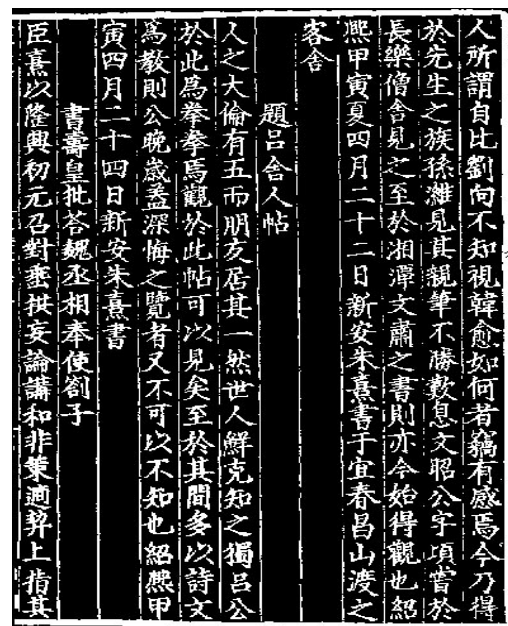 人所謂自比劉向不知視韓愈如何者竊有感焉今乃得
於先生之族孫濰見其親筆不勝歎息文昭公字頃嘗於
長樂僧舍見之至於湘潭文肅之書則亦今始得觀也紹
熈甲寅夏四月二十二日新安朱熹書于宜春昌山渡之
客舍
題呂舍人帖
人之大倫有五而朋友居其一然世人鮮克知之獨呂公
於此爲拳拳焉觀於此帖可以見矣至於其間多以詩文
爲教則公晚歲盖深悔之覽者又不可以不知也紹熈甲
寅四月二十四日新安朱熹書
書壽皇批答魏丞相奉使劄子
臣熹以隆興初元召對垂拱妄論講和非策適契上指其